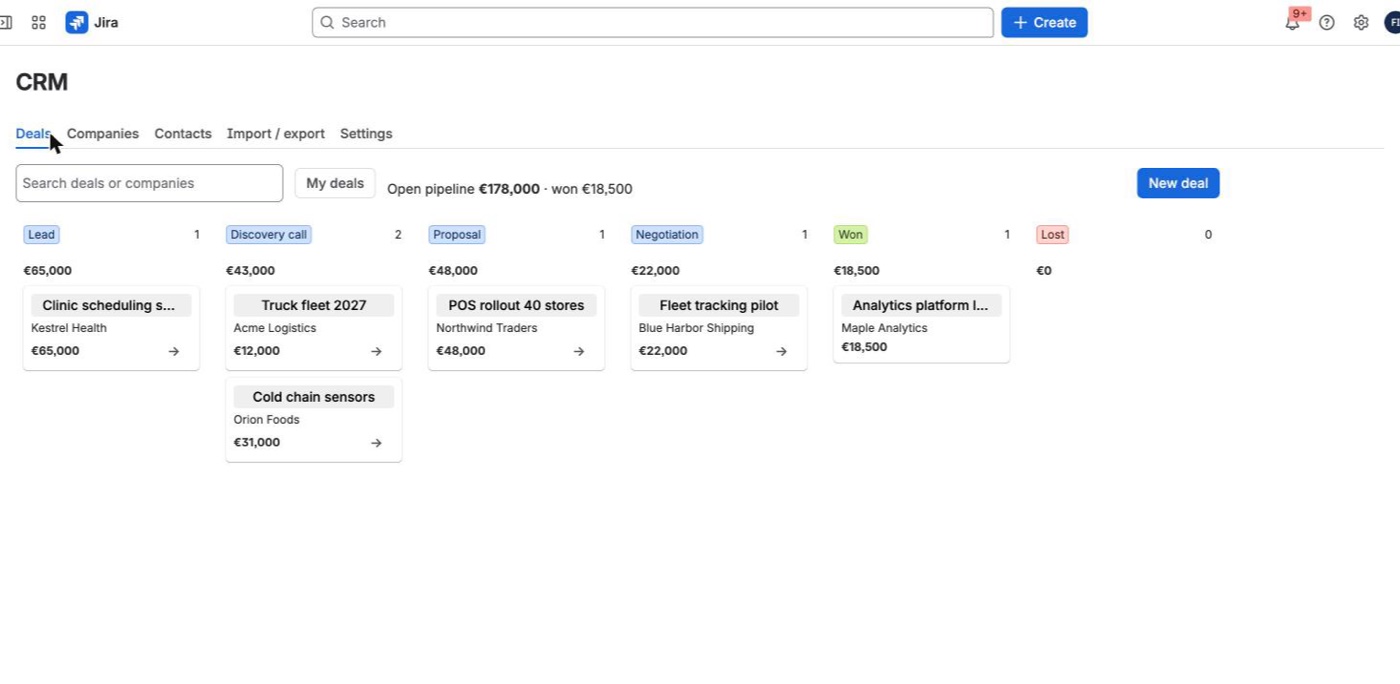 Jira
Search
+ Create
9+
CRM
Deals Companies Contacts Import / export Settings
Search deals or companies
My deals
Open pipeline €178,000 · won €18,500
New deal
Lead 1
€65,000
Clinic scheduling s...
Kestrel Health
€65,000 →
Discovery call 2
€43,000
Truck fleet 2027
Acme Logistics
€12,000 →
Cold chain sensors
Orion Foods
€31,000 →
Proposal 1
€48,000
POS rollout 40 stores
Northwind Traders
€48,000 →
Negotiation 1
€22,000
Fleet tracking pilot
Blue Harbor Shipping
€22,000 →
Won 1
€18,500
Analytics platform l...
Maple Analytics
€18,500
Lost 0
€0